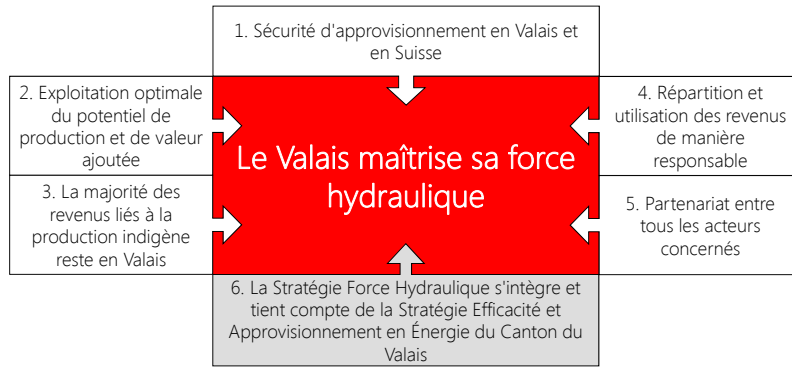 1. Sécurité d'approvisionnement en Valais et
en Suisse
2. Exploitation optimale
du potentiel de
production et de valeur
ajoutée
3. La majorité des
revenus liés à la
production indigène
reste en Valais
Le Valais maîtrise sa force
hydraulique
4. Répartition et
utilisation des revenus
de manière
responsable
5. Partenariat entre
tous les acteurs
concernés
6. La Stratégie Force Hydraulique s'intègre et
tient compte de la Stratégie Efficacité et
Approvisionnement en Énergie du Canton du
Valais